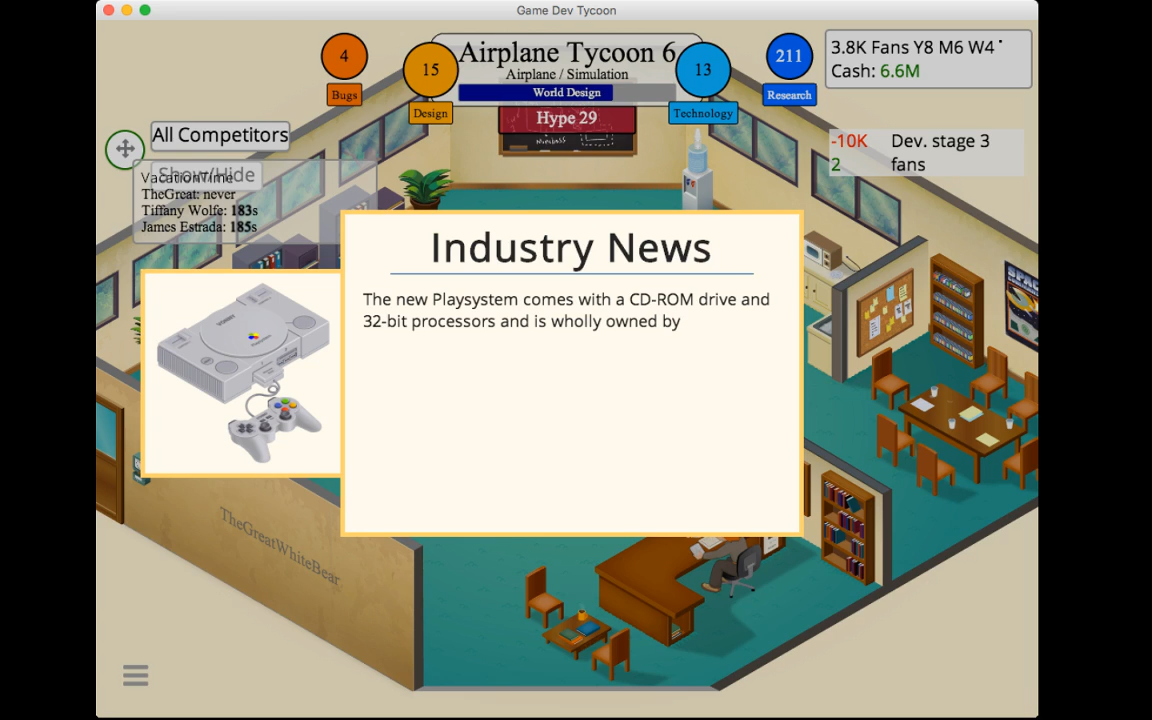 Game Dev Tycoon
4
Bugs
15
Design
Airplane Tycoon 6
Airplane / Simulation
World Design
Hype 29
13
Technology
211
Research
3.8K Fans Y8 M6 W4
Cash: 6.6M
-10K Dev. stage 3
2 fans
All Competitors
Show/Hide
VacationTime
TheGreat: never
Tiffany Wolfe: 183s
James Estrada: 185s
Industry News
The new Playsystem comes with a CD-ROM drive and
32-bit processors and is wholly owned by
TheGreatWhiteBear
SPACE